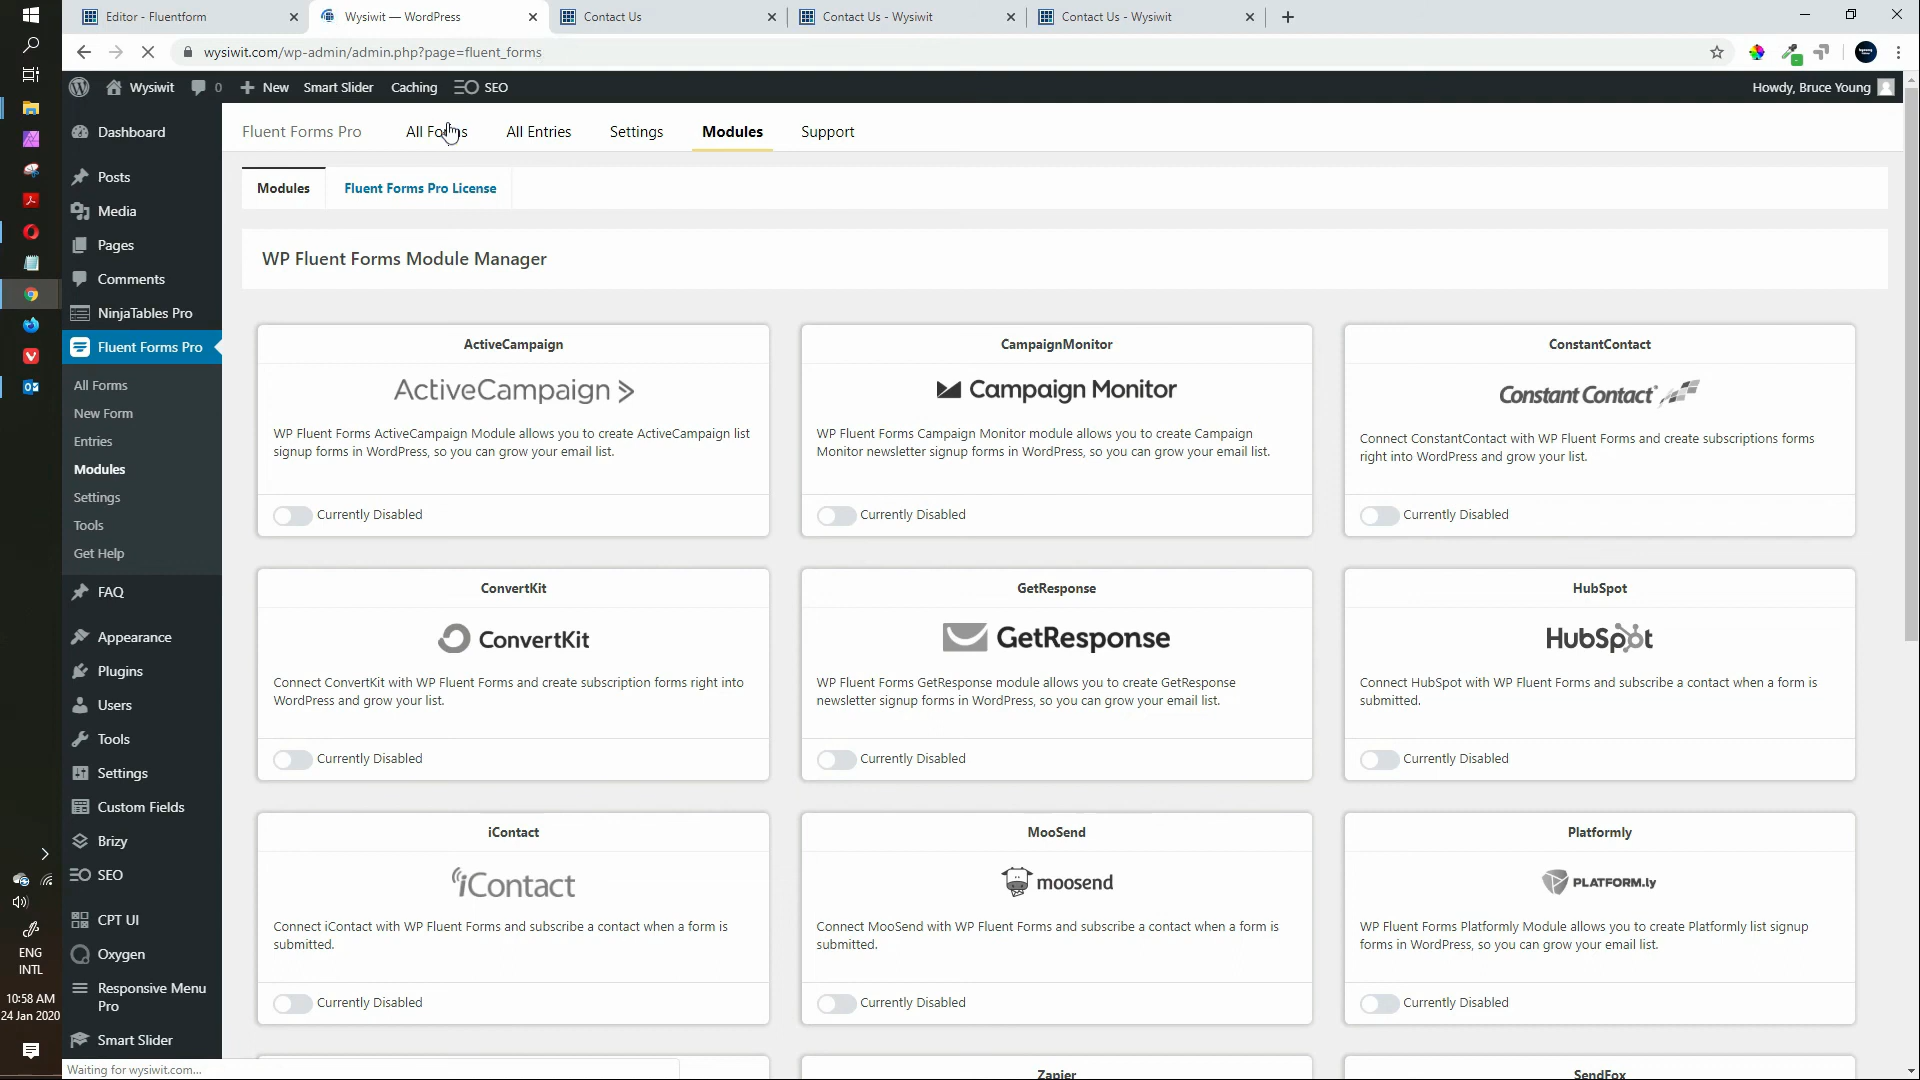 Editor - Fluentform
Wysiwit — WordPress
Contact Us
Contact Us - Wysiwit
Contact Us - Wysiwit
wysiwit.com/wp-admin/admin.php?page=fluent_forms
Wysiwit
0
New
Smart Slider
Caching
SEO
Howdy, Bruce Young
Dashboard
Posts
Media
Pages
Comments
NinjaTables Pro
Fluent Forms Pro
All Forms
New Form
Entries
Modules
Settings
Tools
Get Help
FAQ
Appearance
Plugins
Users
Tools
Settings
Custom Fields
Brizy
SEO
CPT UI
Oxygen
Responsive Menu
Pro
Smart Slider
Fluent Forms Pro
All Forms
All Entries
Settings
Modules
Support
Modules
Fluent Forms Pro License
WP Fluent Forms Module Manager
ActiveCampaign
ActiveCampaign
WP Fluent Forms ActiveCampaign Module allows you to create ActiveCampaign list
signup forms in WordPress, so you can grow your email list.
Currently Disabled
CampaignMonitor
Campaign Monitor
WP Fluent Forms Campaign Monitor module allows you to create Campaign
Monitor newsletter signup forms in WordPress, so you can grow your email list.
Currently Disabled
ConstantContact
Constant Contact
Connect ConstantContact with WP Fluent Forms and create subscriptions forms
right into WordPress and grow your list.
Currently Disabled
ConvertKit
ConvertKit
Connect ConvertKit with WP Fluent Forms and create subscription forms right into
WordPress and grow your list.
Currently Disabled
GetResponse
GetResponse
WP Fluent Forms GetResponse module allows you to create GetResponse
newsletter signup forms in WordPress, so you can grow your email list.
Currently Disabled
HubSpot
HubSpot
Connect HubSpot with WP Fluent Forms and subscribe a contact when a form is
submitted.
Currently Disabled
iContact
iContact
Connect iContact with WP Fluent Forms and subscribe a contact when a form is
submitted.
Currently Disabled
MooSend
moosend
Connect MooSend with WP Fluent Forms and subscribe a contact when a form is
submitted.
Currently Disabled
Platformly
PLATFORM.ly
WP Fluent Forms Platformly Module allows you to create Platformly list signup
forms in WordPress, so you can grow your email list.
Currently Disabled
Zapier
SendFox
Waiting for wysiwit.com...
ENG
INTL
10:58 AM
24 Jan 2020